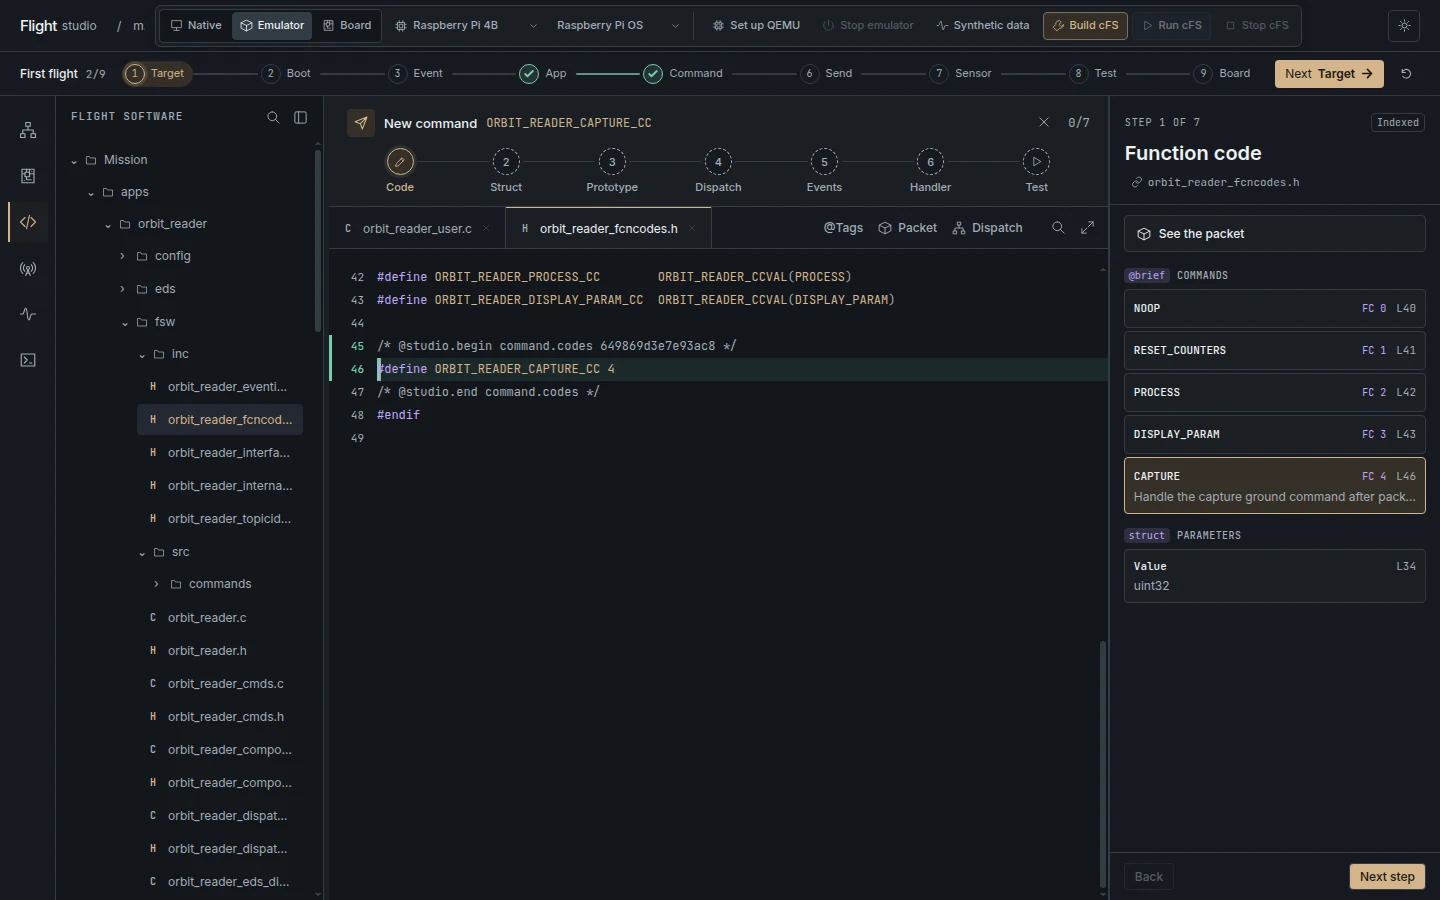 Flight studio / m
Native Emulator Board Raspberry Pi 4B Raspberry Pi OS Set up QEMU Stop emulator Synthetic data Build cFS Run cFS Stop cFS
First flight 2/9 1 Target 2 Boot 3 Event App Command 6 Send 7 Sensor 8 Test 9 Board Next Target →
FLIGHT SOFTWARE
Mission
apps
orbit_reader
config
eds
fsw
inc
H orbit_reader_eventi...
H orbit_reader_fcncod...
H orbit_reader_interfa...
H orbit_reader_interna...
H orbit_reader_topicid...
src
commands
C orbit_reader.c
H orbit_reader.h
C orbit_reader_cmds.c
H orbit_reader_cmds.h
C orbit_reader_compo...
H orbit_reader_compo...
C orbit_reader_dispat...
H orbit_reader_dispat...
C orbit_reader_eds_di...
New command ORBIT_READER_CAPTURE_CC 0/7
2 3 4 5 6
Code Struct Prototype Dispatch Events Handler Test
C orbit_reader_user.c × H orbit_reader_fcncodes.h × @Tags Packet Dispatch
42 #define ORBIT_READER_PROCESS_CC ORBIT_READER_CCVAL(PROCESS)
43 #define ORBIT_READER_DISPLAY_PARAM_CC ORBIT_READER_CCVAL(DISPLAY_PARAM)
44
45 /* @studio.begin command.codes 649869d3e7e93ac8 */
46 #define ORBIT_READER_CAPTURE_CC 4
47 /* @studio.end command.codes */
48 #endif
49
STEP 1 OF 7 Indexed
Function code
orbit_reader_fcncodes.h
See the packet
@brief COMMANDS
NOOP FC 0 L40
RESET_COUNTERS FC 1 L41
PROCESS FC 2 L42
DISPLAY_PARAM FC 3 L43
CAPTURE FC 4 L46
Handle the capture ground command after pack...
struct PARAMETERS
Value L34
uint32
Back Next step